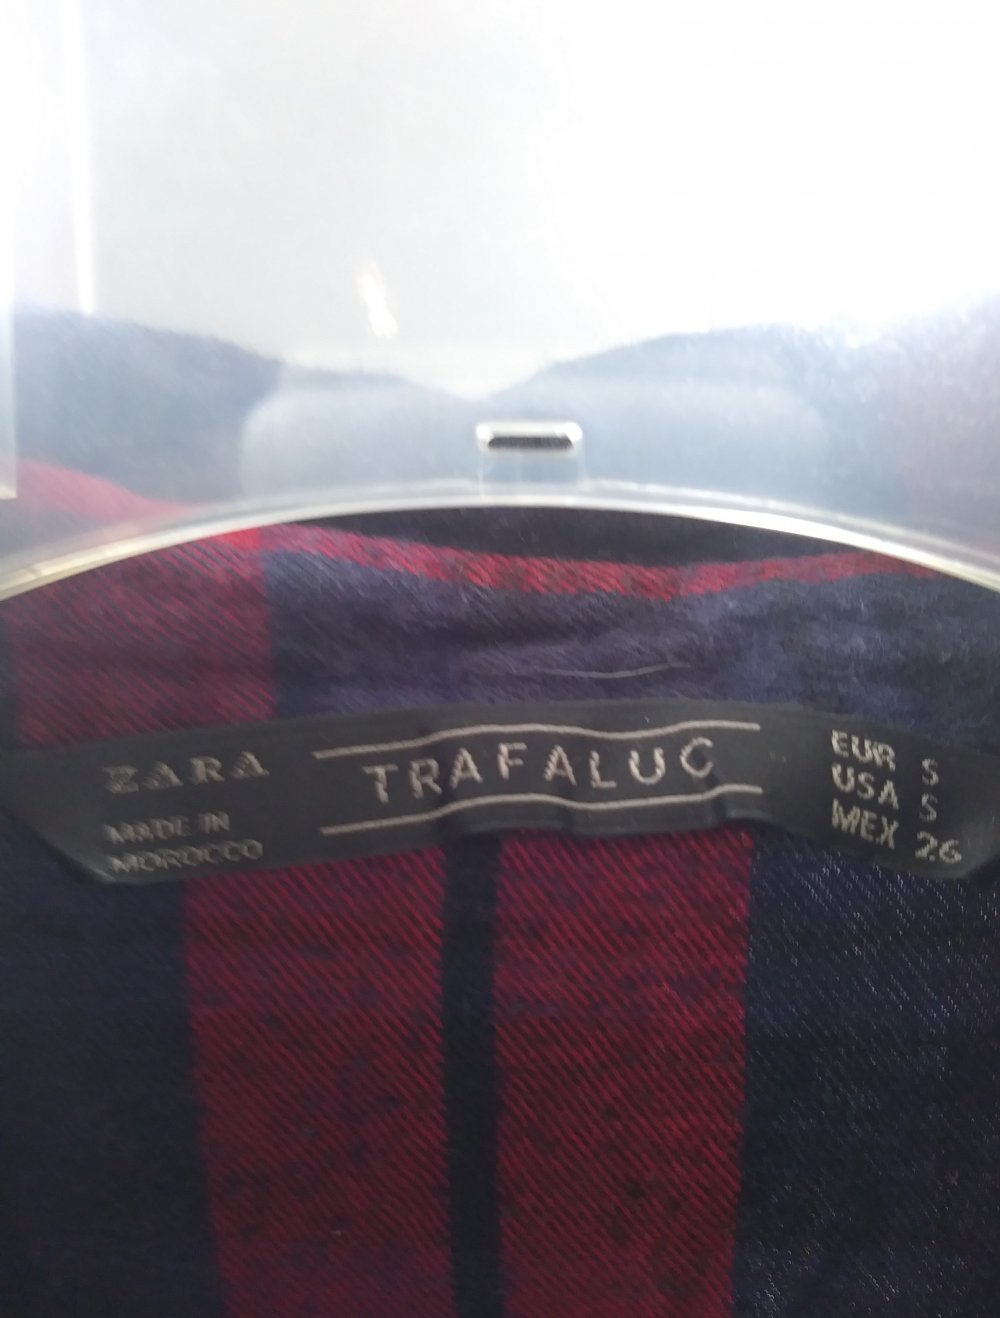 ZARA
MADE IN
MOROCCO
TRAFALUC
EUR S
USA S
MEX 26